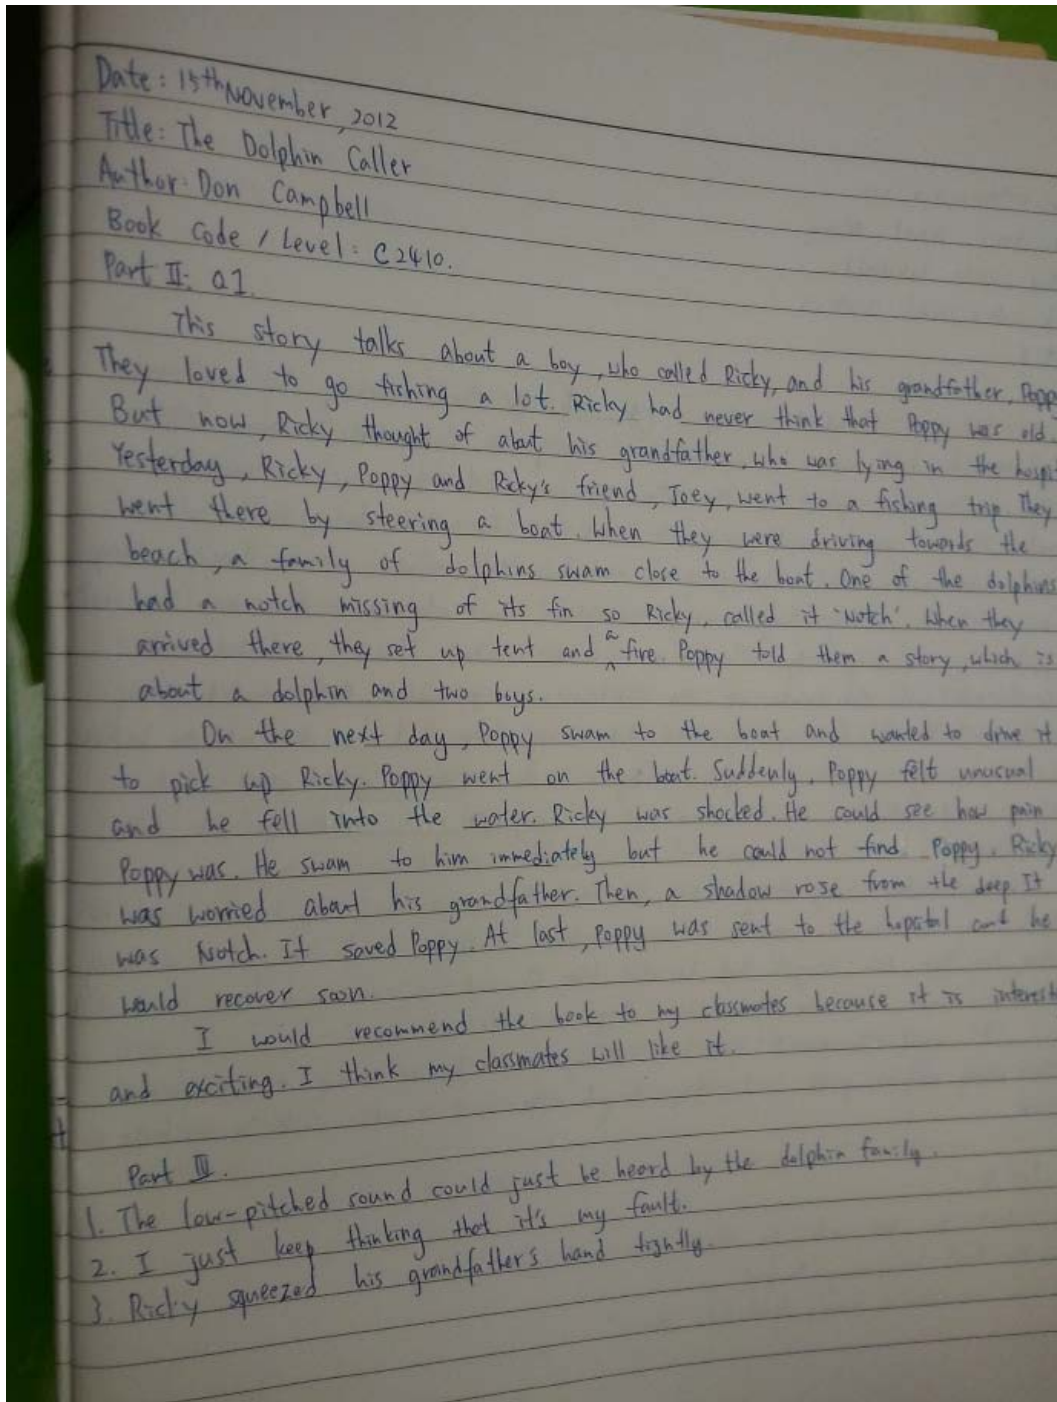 Date: 15th November, 2012
Title: The Dolphin Caller
Author: Don Campbell
Book Code / Level: C2410.
Part II: Q1.
This story talks about a boy, who called Ricky, and his grandfather, Popp
They loved to go fishing a lot. Ricky had never think that Poppy was old.
But now, Ricky thought of about his grandfather, who was lying in the hospi
Yesterday, Ricky, Poppy and Ricky's friend, Joey, went to a fishing trip. They
went there by steering a boat. When they were driving towards the
beach, a family of dolphins swam close to the boat. One of the dolphins
had a notch missing of its fin so Ricky, called it 'Notch'. When they
arrived there, they set up tent and a fire. Poppy told them a story, which is
about a dolphin and two boys.
On the next day, Poppy swam to the boat and wanted to drive it
to pick up Ricky. Poppy went on the boat. Suddenly, Poppy felt unusual
and he fell into the water. Ricky was shocked. He could see how pain
Poppy was. He swam to him immediately but he could not find Poppy. Ricky
was worried about his grandfather. Then, a shadow rose from the deep. It
was Notch. It saved Poppy. At last, Poppy was sent to the hopital and he
would recover soon.
I would recommend the book to my classmates because it is interest
and exciting. I think my classmates will like it.
Part III.
1. The low-pitched sound could just be heard by the dolphin family.
2. I just keep thinking that it's my fault.
3. Ricky squeezed his grandfather's hand tightly.